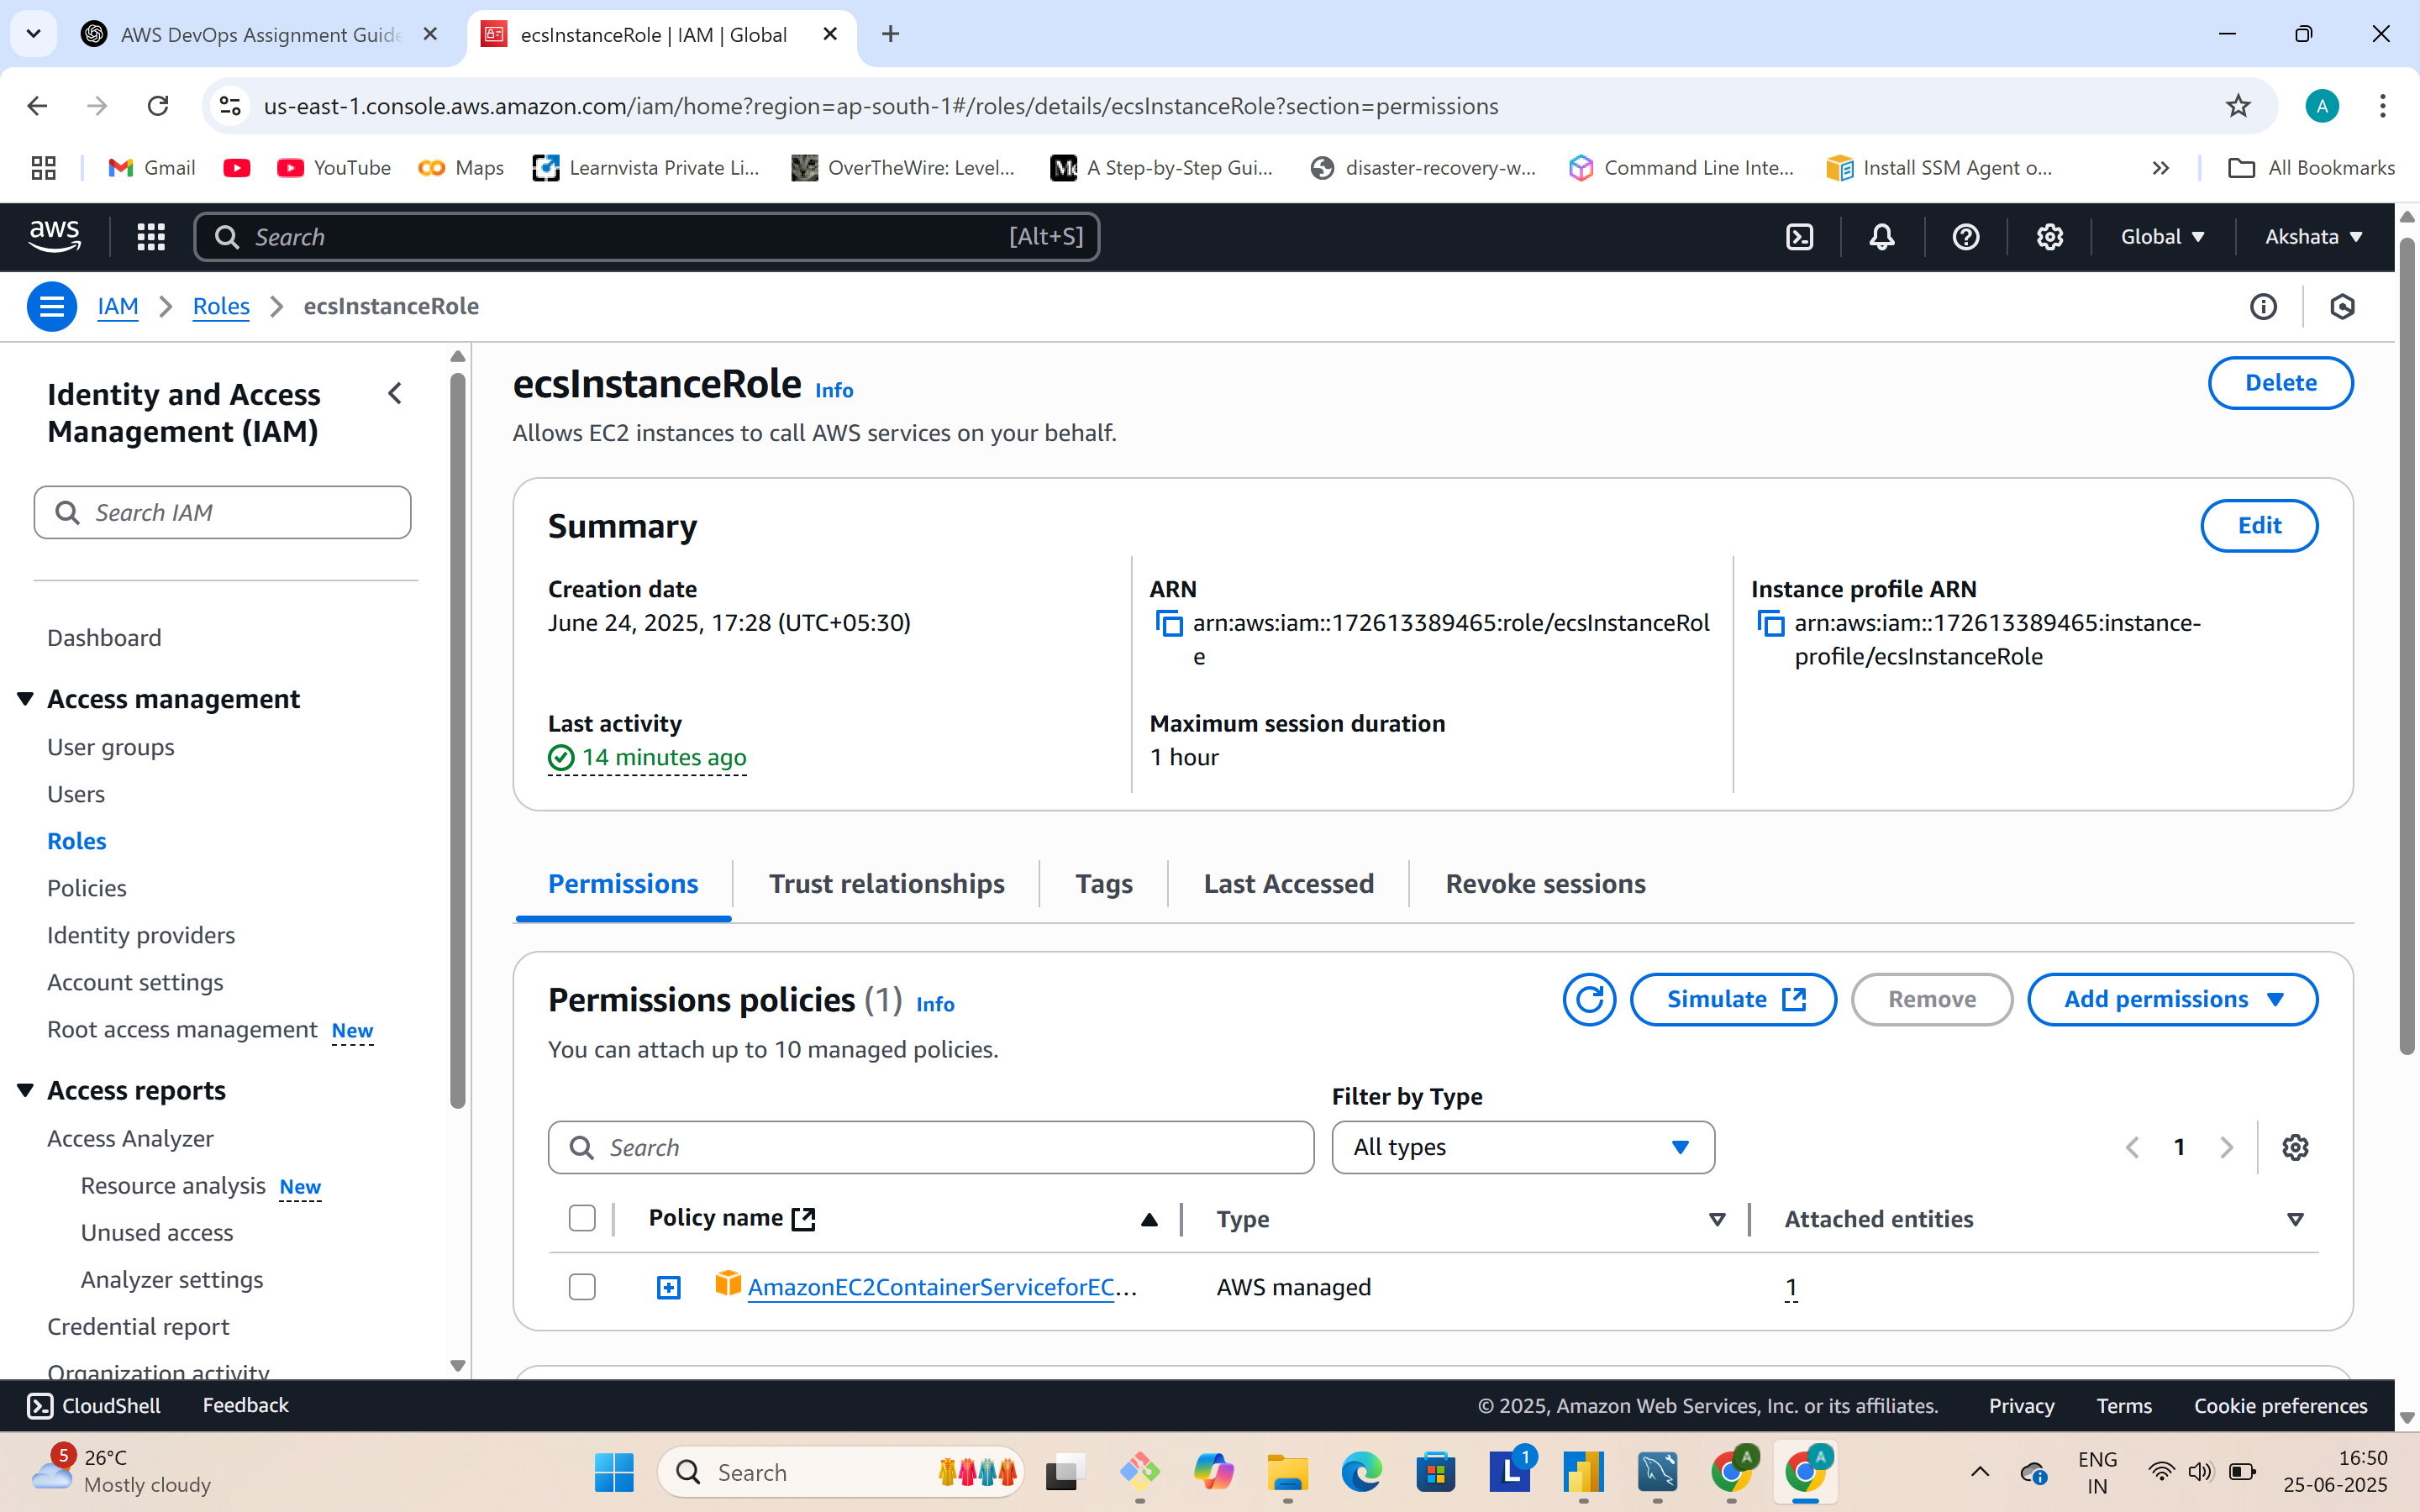 AWS DevOps Assignment Guide
ecsInstanceRole | IAM | Global
us-east-1.console.aws.amazon.com/iam/home?region=ap-south-1#/roles/details/ecsInstanceRole?section=permissions
A
Gmail
YouTube
Maps
Learnvista Private Li...
OverTheWire: Level...
A Step-by-Step Gui...
disaster-recovery-w...
Command Line Inte...
Install SSM Agent o...
All Bookmarks
aws
Search
[Alt+S]
Global
Akshata
IAM
Roles
ecsInstanceRole
Identity and Access
Management (IAM)
Search IAM
Dashboard
Access management
User groups
Users
Roles
Policies
Identity providers
Account settings
Root access management New
Access reports
Access Analyzer
Resource analysis New
Unused access
Analyzer settings
Credential report
Organization activity
ecsInstanceRole Info
Delete
Allows EC2 instances to call AWS services on your behalf.
Summary
Edit
Creation date
June 24, 2025, 17:28 (UTC+05:30)
ARN
arn:aws:iam::172613389465:role/ecsInstanceRol
e
Instance profile ARN
arn:aws:iam::172613389465:instance-
profile/ecsInstanceRole
Last activity
14 minutes ago
Maximum session duration
1 hour
Permissions
Trust relationships
Tags
Last Accessed
Revoke sessions
Permissions policies (1) Info
Simulate
Remove
Add permissions
You can attach up to 10 managed policies.
Filter by Type
Search
All types
1
Policy name
Type
Attached entities
AmazonEC2ContainerServiceforEC...
AWS managed
1
CloudShell
Feedback
© 2025, Amazon Web Services, Inc. or its affiliates.
Privacy
Terms
Cookie preferences
5
26°C
Mostly cloudy
Search
L
1
A
A
ENG
IN
16:50
25-06-2025